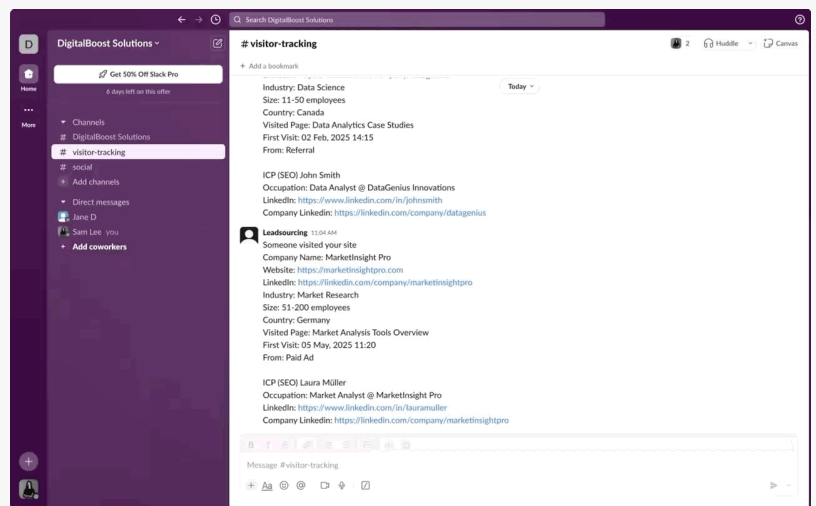 Search DigitalBoost Solutions
D
DigitalBoost Solutions
Get 50% Off Slack Pro
6 days left on this offer
Home
More
Channels
# DigitalBoost Solutions
# visitor-tracking
# social
+ Add channels
Direct messages
Jane D
Sam Lee you
+ Add coworkers
# visitor-tracking
2
Huddle
Canvas
+ Add a bookmark
Today
Industry: Data Science
Size: 11-50 employees
Country: Canada
Visited Page: Data Analytics Case Studies
First Visit: 02 Feb, 2025 14:15
From: Referral
ICP (SEO) John Smith
Occupation: Data Analyst @ DataGenius Innovations
LinkedIn: https://www.linkedin.com/in/johnsmith
Company Linkedin: https://linkedin.com/company/datagenius
Leadsourcing 11:04 AM
Someone visited your site
Company Name: MarketInsight Pro
Website: https://marketinsightpro.com
LinkedIn: https://linkedin.com/company/marketinsightpro
Industry: Market Research
Size: 51-200 employees
Country: Germany
Visited Page: Market Analysis Tools Overview
First Visit: 05 May, 2025 11:20
From: Paid Ad
ICP (SEO) Laura Müller
Occupation: Market Analyst @ MarketInsight Pro
LinkedIn: https://www.linkedin.com/in/lauramuller
Company Linkedin: https://linkedin.com/company/marketinsightpro
B I S
Message #visitor-tracking
+ Aa @